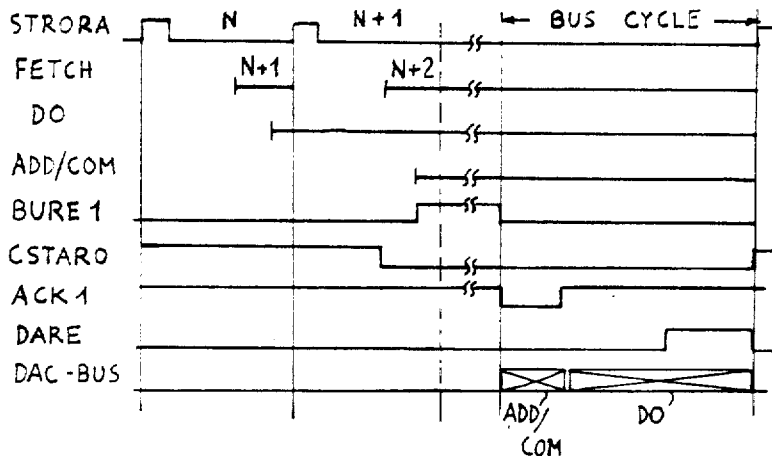 STRORA N N+1 BUS CYCLE
FETCH N+1 N+2
DO
ADD/COM
BURE 1
CSTARO
ACK 1
DARE
DAC-BUS
ADD/ DO
COM